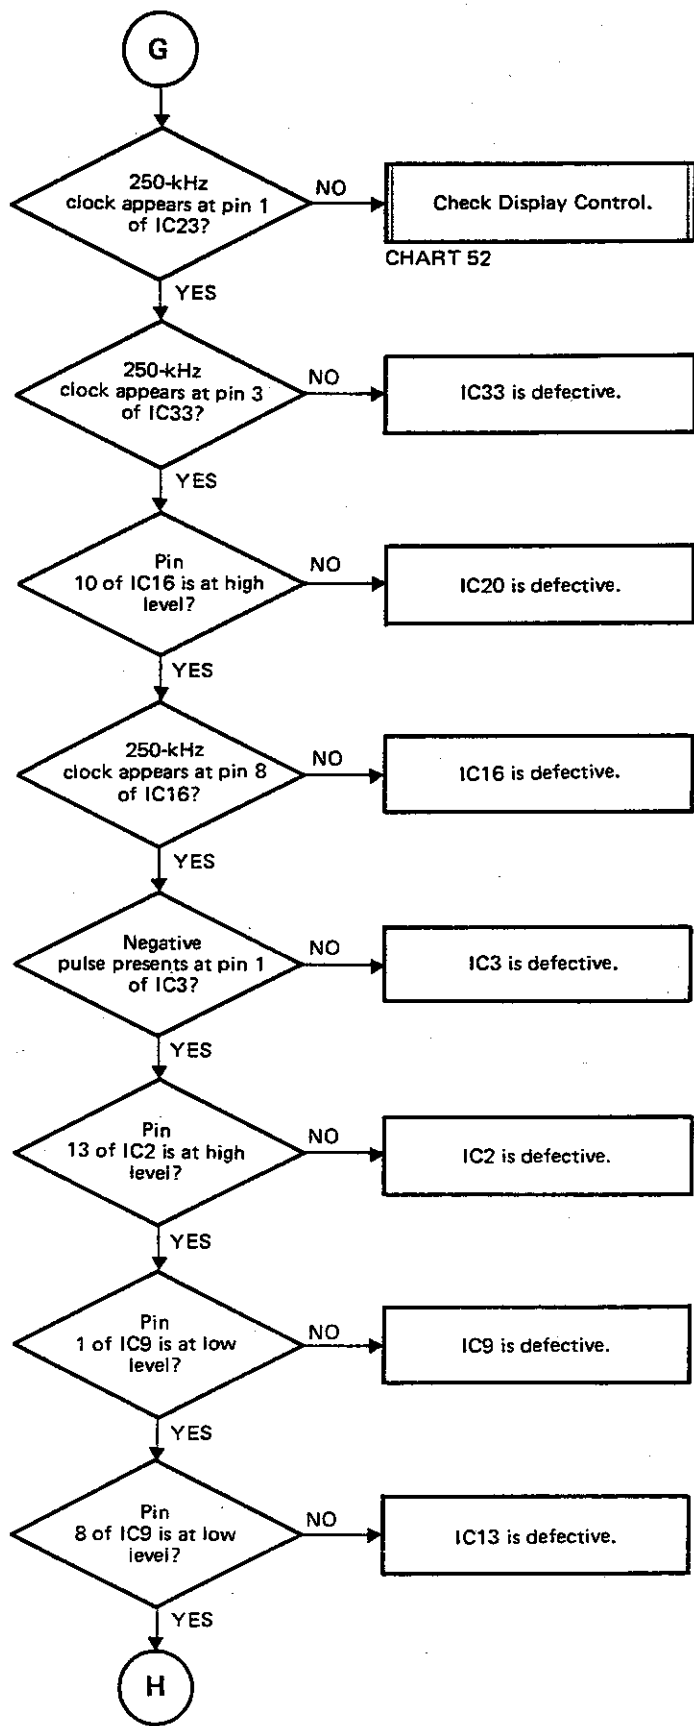 G
250-kHz
clock appears at pin 1
of IC23?
NO
Check Display Control.
CHART 52
YES
250-kHz
clock appears at pin 3
of IC33?
NO
IC33 is defective.
YES
Pin
10 of IC16 is at high
level?
NO
IC20 is defective.
YES
250-kHz
clock appears at pin 8
of IC16?
NO
IC16 is defective.
YES
Negative
pulse presents at pin 1
of IC3?
NO
IC3 is defective.
YES
Pin
13 of IC2 is at high
level?
NO
IC2 is defective.
YES
Pin
1 of IC9 is at low
level?
NO
IC9 is defective.
YES
Pin
8 of IC9 is at low
level?
NO
IC13 is defective.
YES
H